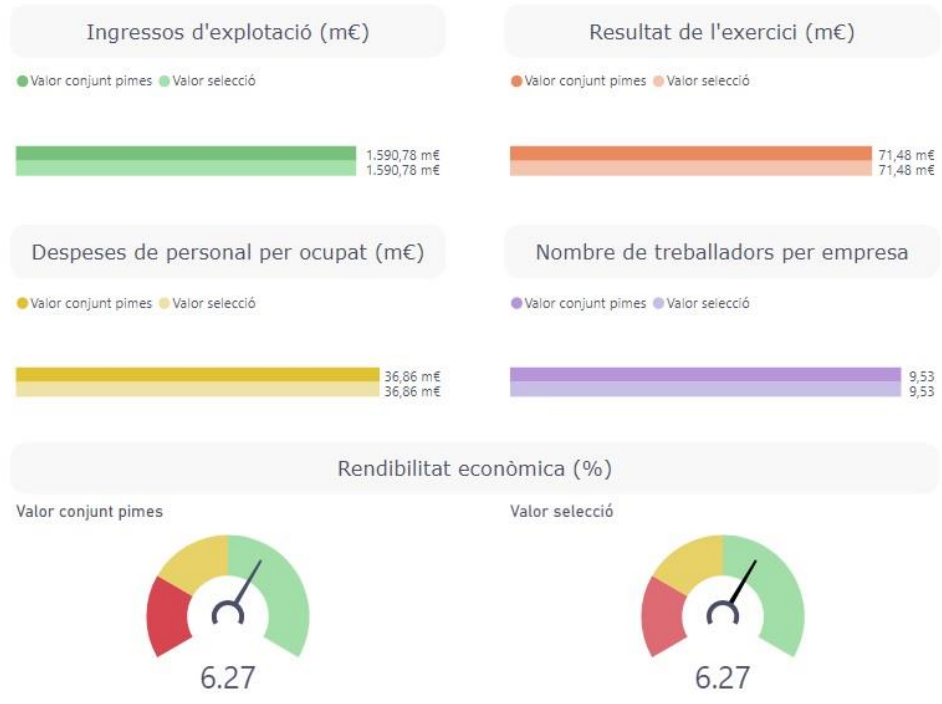 Ingressos d'explotació (m€)
Valor conjunt pimes Valor selecció
1.590,78 m€
1.590,78 m€
Resultat de l'exercici (m€)
Valor conjunt pimes Valor selecció
71,48 m€
71,48 m€
Despeses de personal per ocupat (m€)
Valor conjunt pimes Valor selecció
36,86 m€
36,86 m€
Nombre de treballadors per empresa
Valor conjunt pimes Valor selecció
9,53
9,53
Rendibilitat econòmica (%)
Valor conjunt pimes
6.27
Valor selecció
6.27